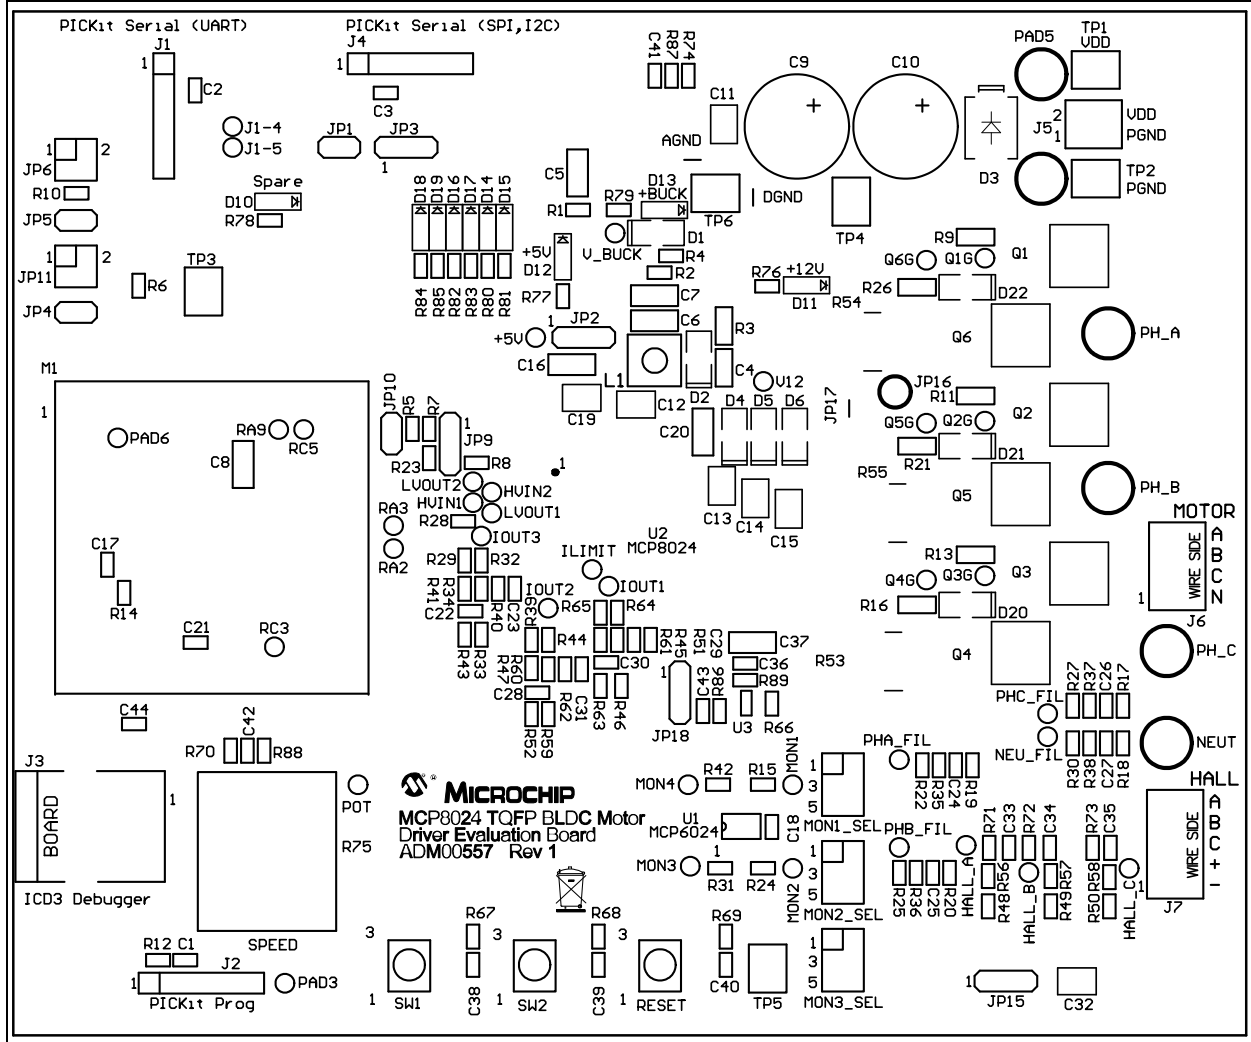 PICKit Serial (UART)
PICKit Serial (SPI,I2C)
J1
J4
1
1
C2
C3
J1-4
J1-5
JP1
JP3
1
C41
R87
R74
C11
C9
C10
AGND
PAD5
TP1
VDD
J5
2
1
VDD
PGND
D3
TP2
PGND
1
2
JP6
R10
JP5
Spare
D10
R78
1
2
JP11
JP4
R6
TP3
D18
D19
D16
D17
D14
D15
R84
R85
R82
R83
R80
R81
C5
R1
+5V
D12
R77
R79
D13
+BUCK
TP6
DGND
TP4
V_BUCK
D1
R4
R2
C7
C6
R76
+12V
D11
R54
R9
Q6G
Q1G
Q1
R26
D22
Q6
PH_A
+5V
1
JP2
C16
L1
R3
C4
V12
D2
D4
D5
D6
C19
C12
C20
JP17
JP16
R11
Q5G
Q2G
Q2
R21
D21
R55
Q5
PH_B
M1
1
PAD6
RA9
RC5
C8
C17
R14
C21
RC3
JP10
R5
R7
1
JP9
R23
R8
LVOUT2
HVIN1
HVIN2
LVOUT1
R28
IOUT3
1
RA3
RA2
R29
R32
R41
R34
C22
R40
C23
R43
R33
U2
MCP8024
ILIMIT
IOUT2
IOUT1
R39
R65
R64
R44
R47
R60
C28
R62
C31
C30
R61
R63
R46
R52
R59
R45
R51
C29
1
JP18
C43
R86
C37
C36
R89
U3
R66
C13
C14
C15
R53
R13
Q4G
Q3G
Q3
R16
D20
Q4
MOTOR
A
B
C
N
WIRE SIDE
1
J6
PH_C
PHC_FIL
NEU_FIL
R27
R37
C26
R17
R30
R38
C27
R18
NEUT
C44
C42
R70
R88
J3
BOARD
1
ICD3 Debugger
SPEED
POT
R75
MICROCHIP
MCP8024 TQFP BLDC Motor
Driver Evaluation Board
ADM00557 Rev 1
MON4
R42
R15
MON1
1
3
5
MON1_SEL
U1
MCP6024
C18
MON3
1
R31
R24
MON2
1
3
5
MON2_SEL
PHA_FIL
R22
R35
C24
R19
PHB_FIL
R25
R36
C25
R20
HALL_A
R71
C33
R72
C34
R73
C35
R56
R48
HALL_B
R57
R49
R58
R50
HALL_C
HALL
A
B
C
+
-
WIRE SIDE
1
J7
R12
C1
1
J2
PICKit Prog
PAD3
3
1
SW1
R67
C38
3
1
SW2
R68
C39
3
1
RESET
R69
C40
TP5
1
3
5
MON3_SEL
JP15
C32